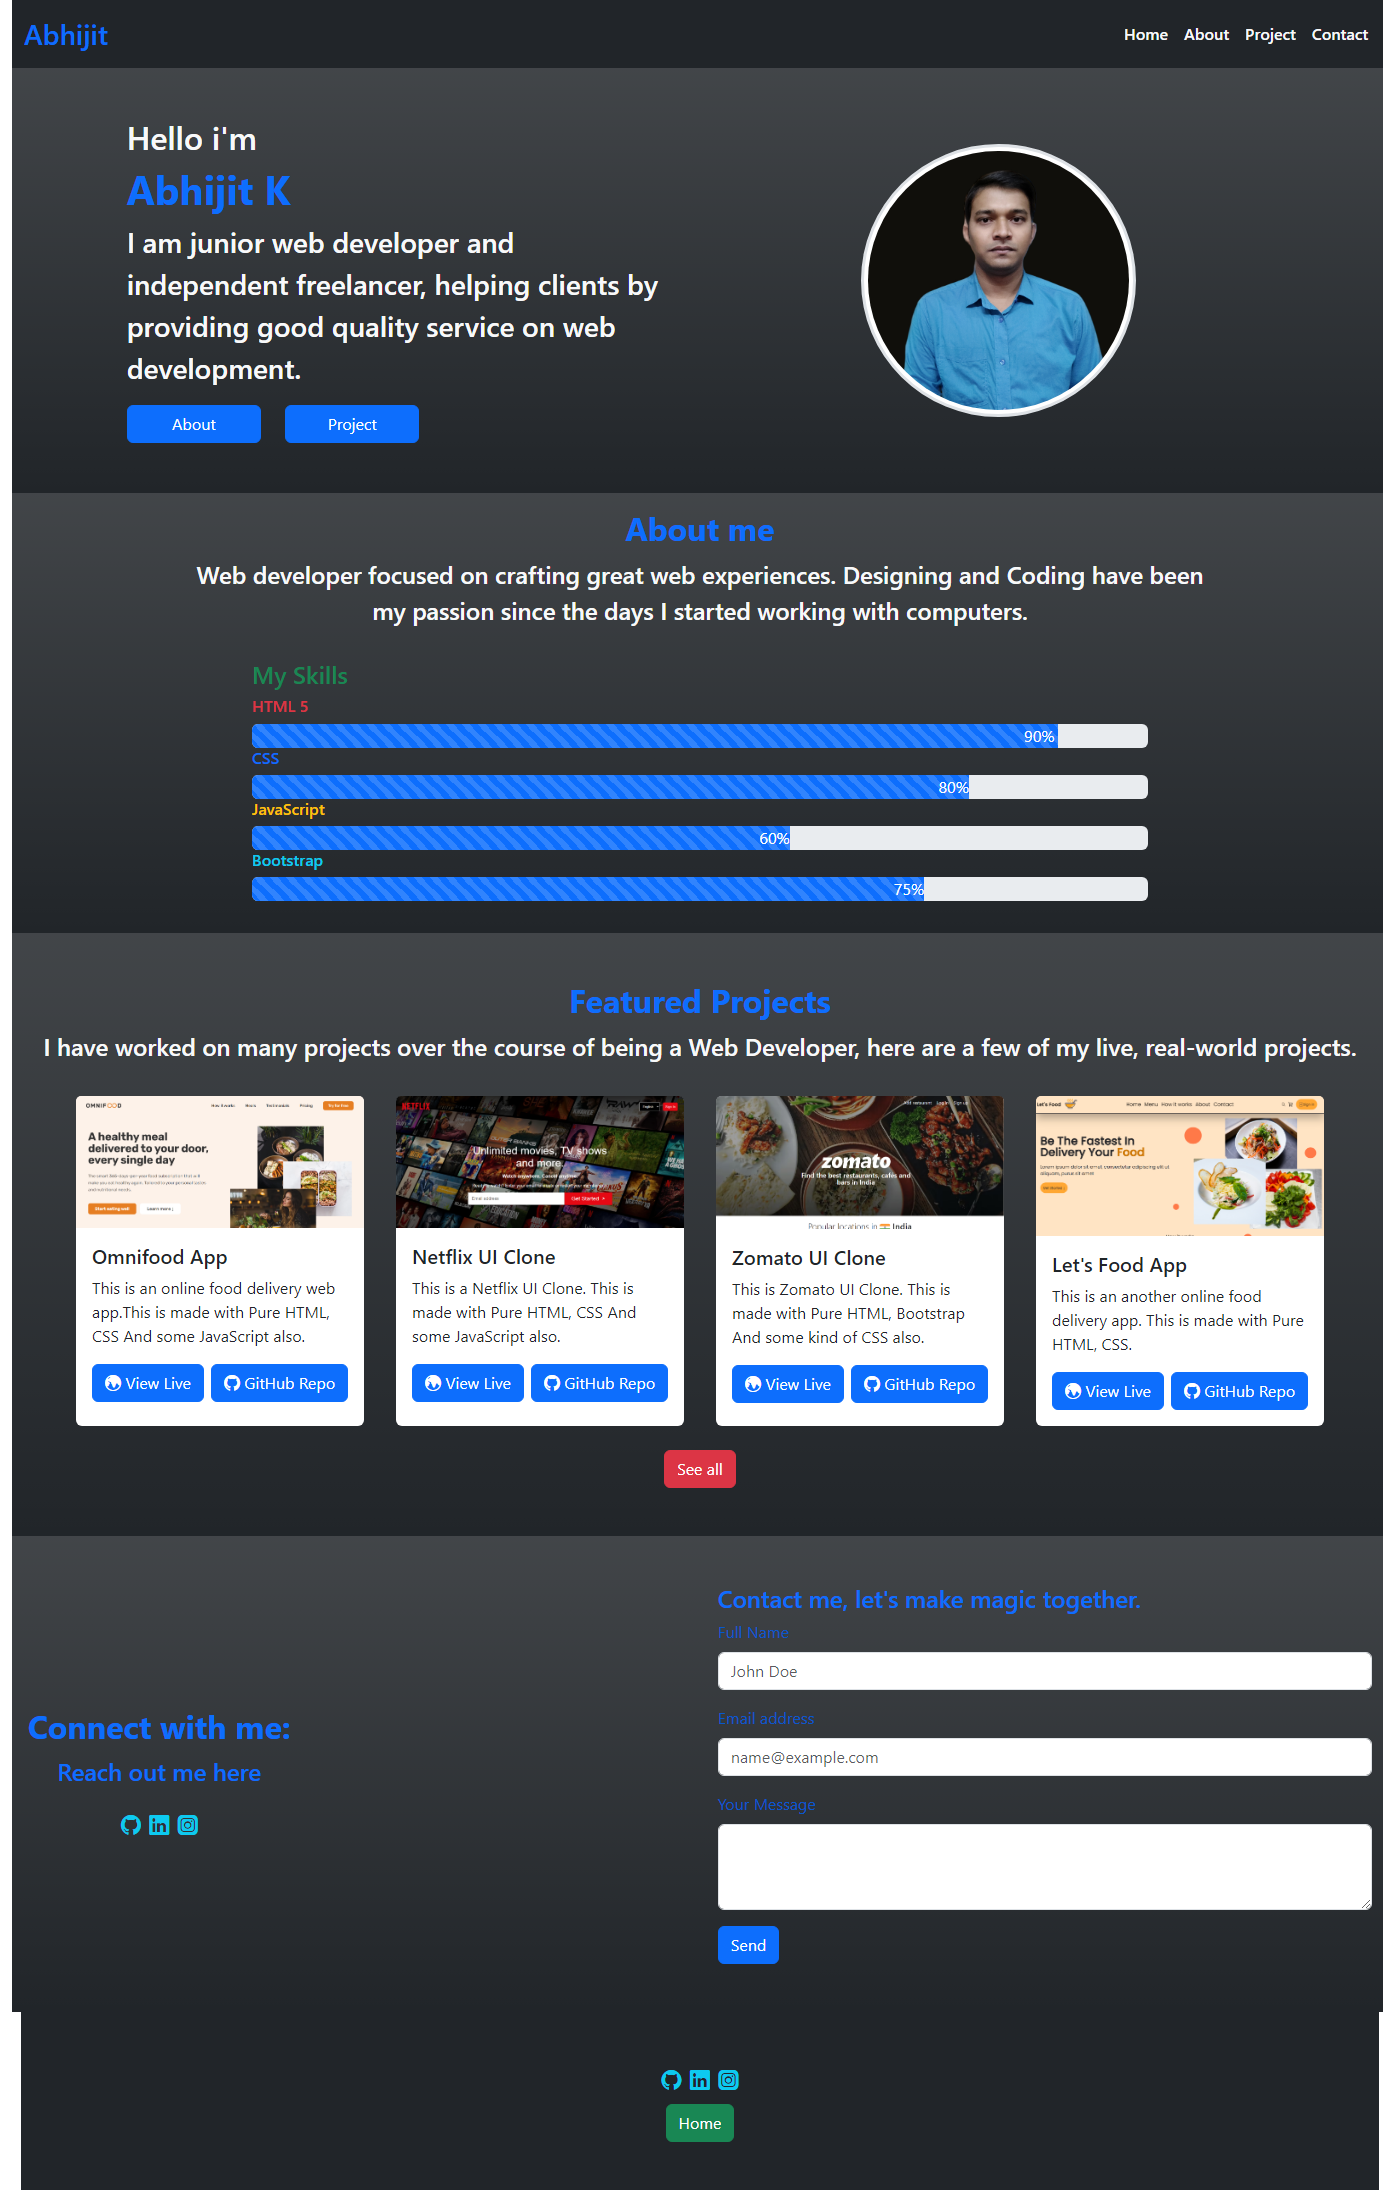 Abhijit
Home About Project Contact
Hello i'm
Abhijit K
I am junior web developer and
independent freelancer, helping clients by
providing good quality service on web
development.
About Project
About me
Web developer focused on crafting great web experiences. Designing and Coding have been
my passion since the days I started working with computers.
My Skills
HTML 5
90%
CSS
80%
JavaScript
60%
Bootstrap
75%
Featured Projects
I have worked on many projects over the course of being a Web Developer, here are a few of my live, real-world projects.
OMNIFOOD
A healthy meal
delivered to your door,
every single day
Omnifood App
This is an online food delivery web
app.This is made with Pure HTML,
CSS And some JavaScript also.
View Live GitHub Repo
NETFLIX
Unlimited movies, TV shows
and more.
Email address
Get Started
Netflix UI Clone
This is a Netflix UI Clone. This is
made with Pure HTML, CSS And
some JavaScript also.
View Live GitHub Repo
zomato
Find the best restaurants, cafés and
bars in India
Popular locations in India
Zomato UI Clone
This is Zomato UI Clone. This is
made with Pure HTML, Bootstrap
And some kind of CSS also.
View Live GitHub Repo
Let's Food
Home Menu How it works About Contact
Be The Fastest In
Delivery Your Food
Let's Food App
This is an another online food
delivery app. This is made with Pure
HTML, CSS.
View Live GitHub Repo
See all
Connect with me:
Reach out me here
Contact me, let's make magic together.
Full Name
John Doe
Email address
name@example.com
Your Message
Send
Home